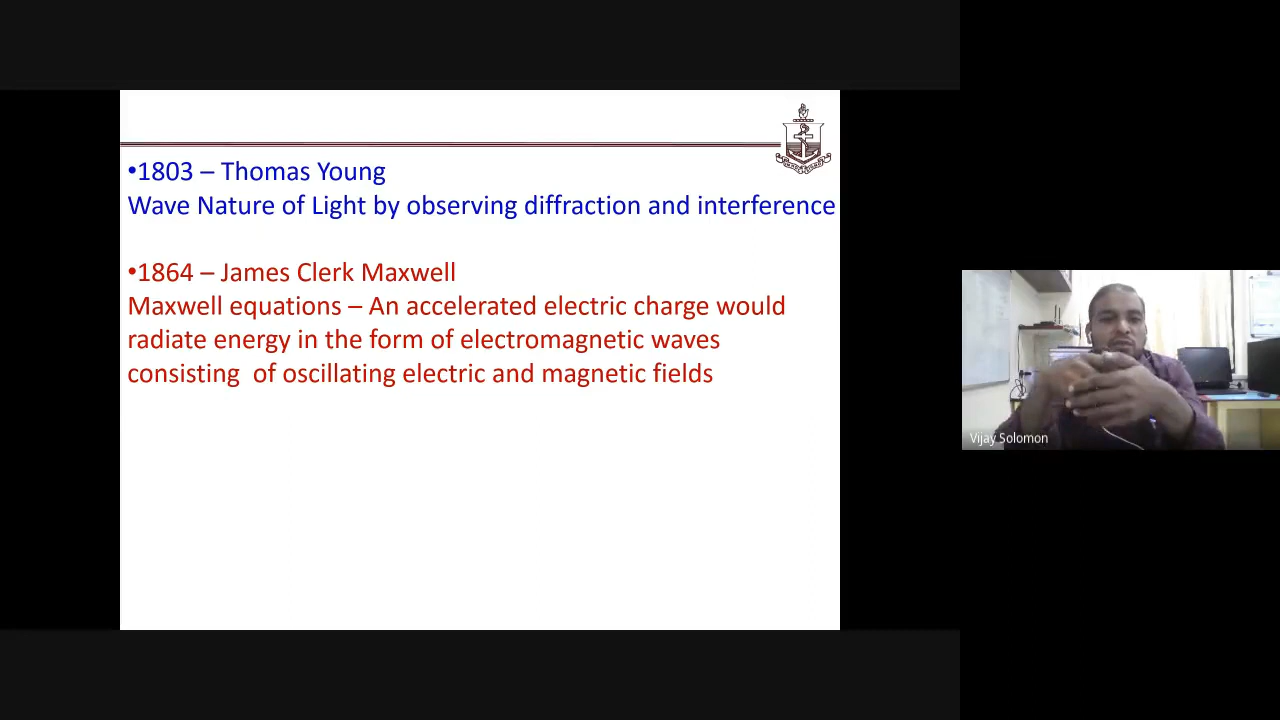 •1803 – Thomas Young
Wave Nature of Light by observing diffraction and interference
•1864 – James Clerk Maxwell
Maxwell equations – An accelerated electric charge would
radiate energy in the form of electromagnetic waves
consisting  of oscillating electric and magnetic fields
Vijay Solomon